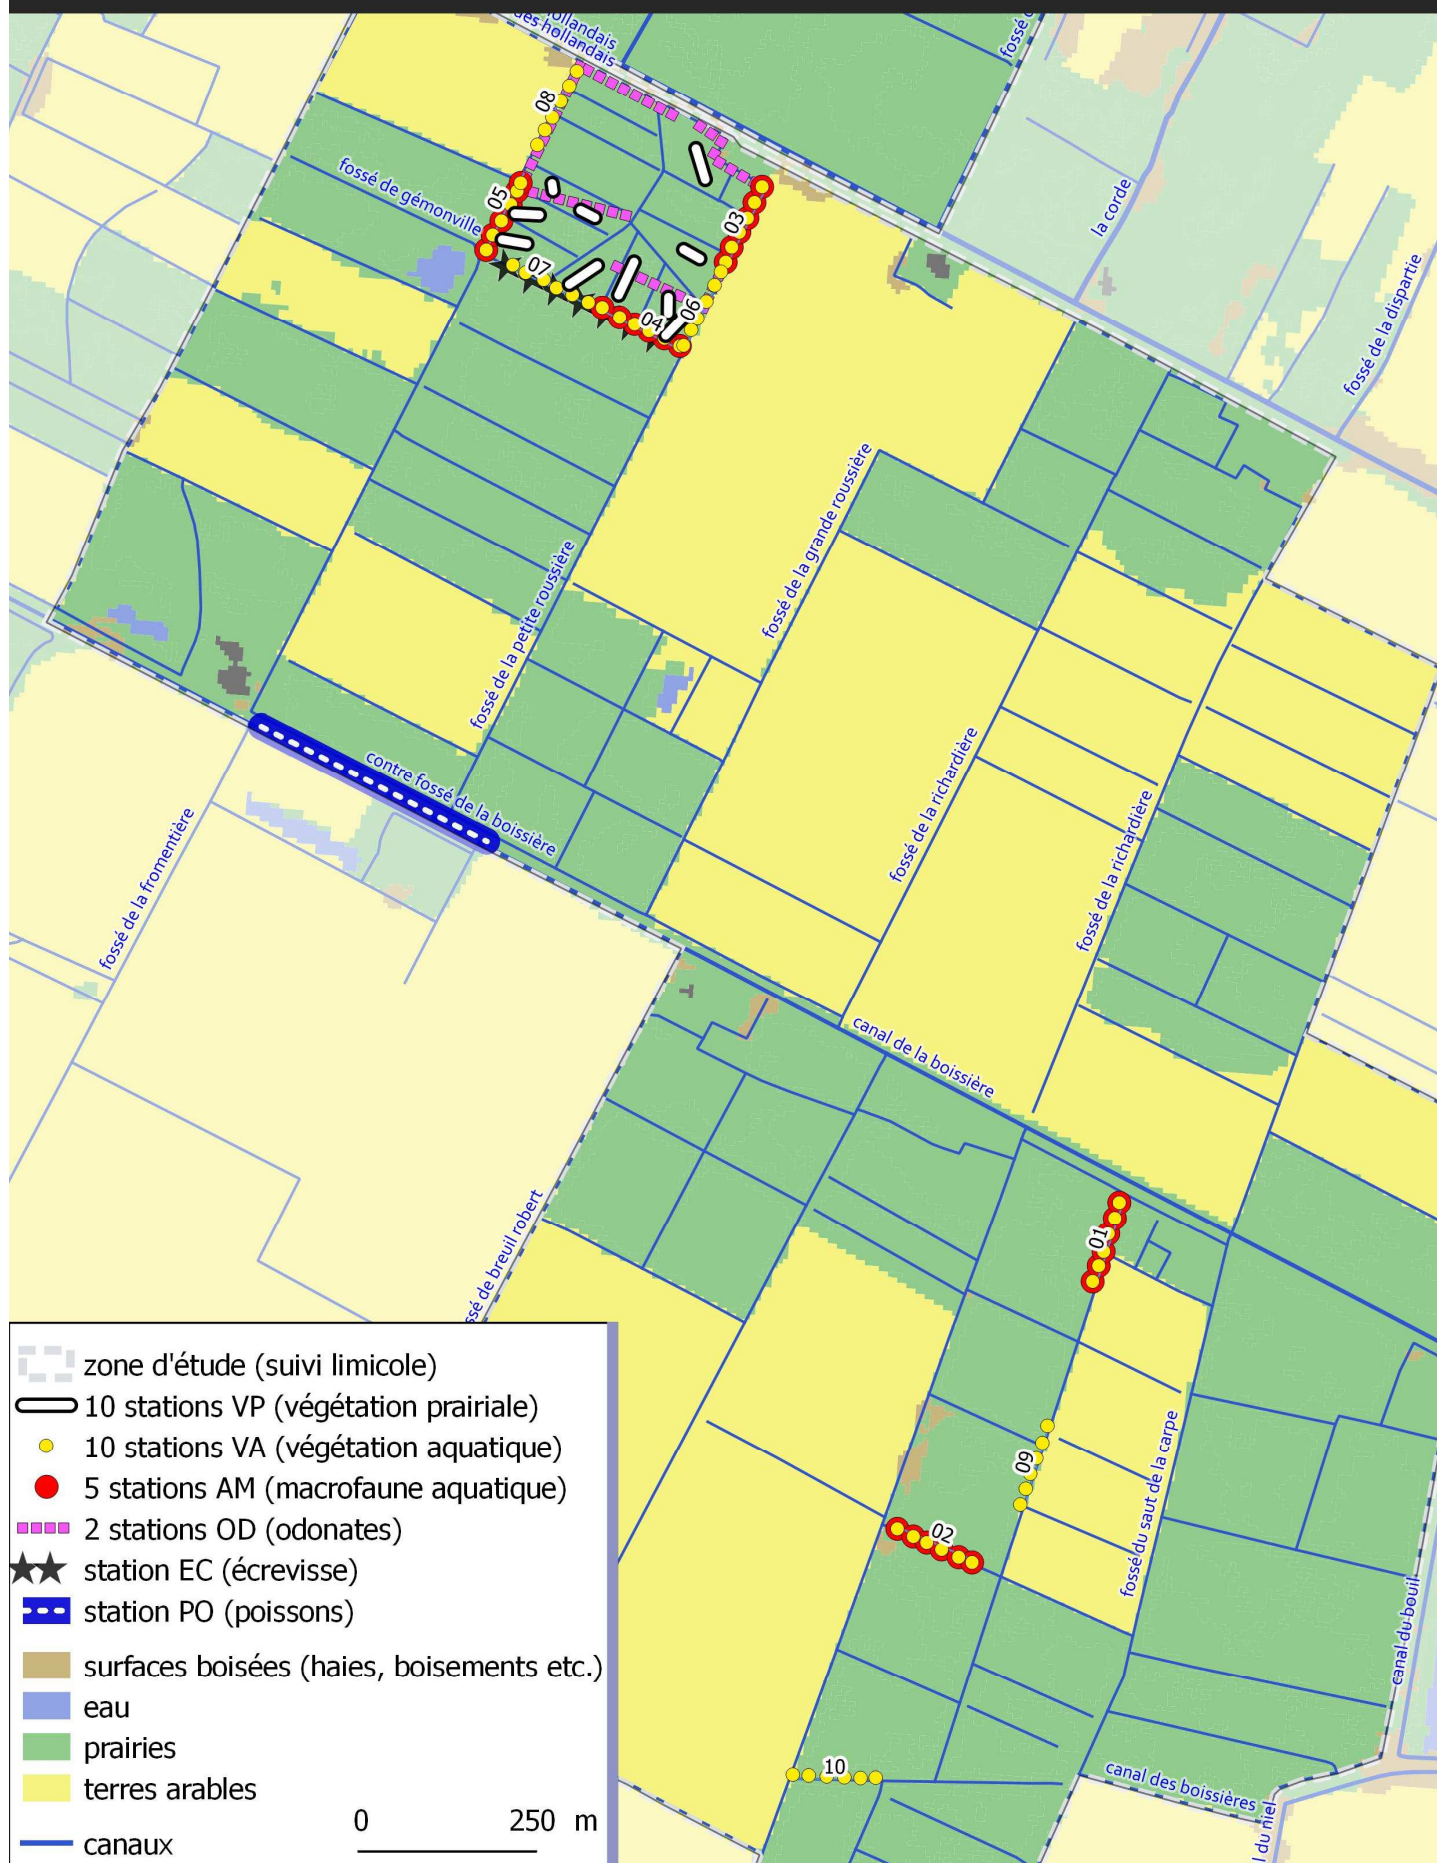 hollandais
des hollandais
fossé
la corde
fossé de la dispartie
08
05
fossé de gémonville
03
07
06
04
fossé de la grande roussière
fossé de la petite roussière
contre fossé de la boissière
fossé de la richardière
fossé de la richardière
fossé de la fromentière
canal de la boissière
ssé de breuil robert
01
09
02
fossé du saut de la carpe
canal du bouil
10
canal des boissières
l du niel
zone d'étude (suivi limicole)
10 stations VP (végétation prairiale)
10 stations VA (végétation aquatique)
5 stations AM (macrofaune aquatique)
2 stations OD (odonates)
station EC (écrevisse)
station PO (poissons)
surfaces boisées (haies, boisements etc.)
eau
prairies
terres arables
canaux
0 250 m